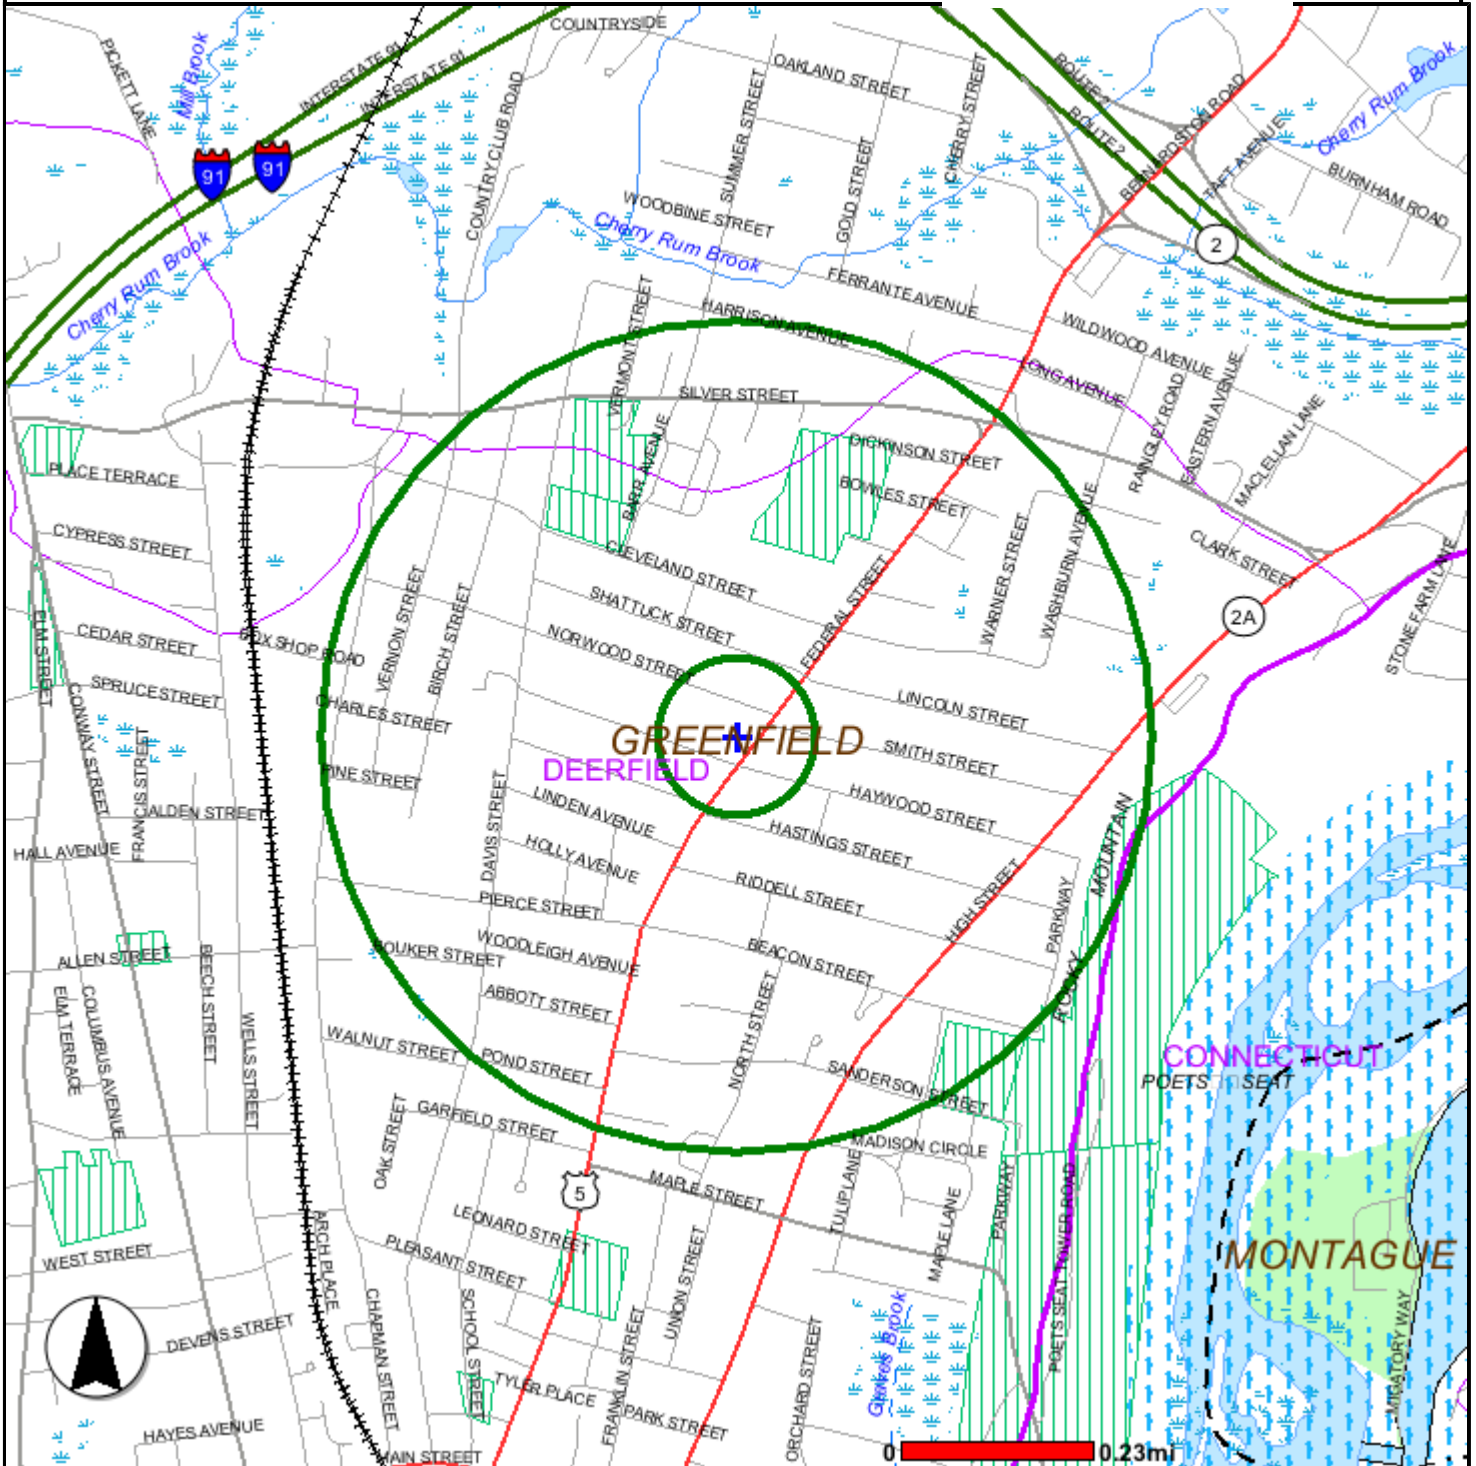 COUNTRYSIDE
PICKETT LANE
Mill Brook
INTERSTATE 91
INTERSTATE 91
COUNTRY CLUB ROAD
OAKLAND STREET
SUMMER STREET
CHERRY STREET
GOLD STREET
ROUTE 2
ROUTE 2
BERNARDSTON ROAD
TAFT AVENUE
Cherry Rum Brook
BURNHAM ROAD
91
91
WOODBINE STREET
Cherry Rum Brook
Cherry Rum Brook
2
FERRANTE AVENUE
HARRISON AVENUE
VERMONT STREET
WILDWOOD AVENUE
LONG AVENUE
SILVER STREET
RAINGLEY ROAD
EASTERN AVENUE
MACLELLAN LANE
BARR AVENUE
DICKINSON STREET
BOWLES STREET
PLACE TERRACE
CYPRESS STREET
CLEVELAND STREET
WARNER STREET
WASHBURN AVENUE
CLARK STREET
STONE FARM LANE
2A
SHATTUCK STREET
FEDERAL STREET
NORWOOD STREET
VERNON STREET
BIRCH STREET
ELM STREET
CEDAR STREET
BOX SHOP ROAD
SPRUCE STREET
CONWAY STREET
CHARLES STREET
LINCOLN STREET
GREENFIELD
DEERFIELD
SMITH STREET
FRANCIS STREET
PINE STREET
DAVIS STREET
LINDEN AVENUE
HAYWOOD STREET
ALDEN STREET
HALL AVENUE
HASTINGS STREET
HOLLY AVENUE
RIDDELL STREET
HIGH STREET
MOUNTAIN
PARKWAY
PIERCE STREET
WOODLEIGH AVENUE
BEACON STREET
ALLEN STREET
BEECH STREET
BOUKER STREET
ROCKY
ABBOTT STREET
ELM TERRACE
COLUMBUS AVENUE
WELLS STREET
WALNUT STREET
POND STREET
NORTH STREET
SANDERSON STREET
CONNECTICUT
POETS IN SEAT
OAK STREET
GARFIELD STREET
MADISON CIRCLE
5
MAPLE STREET
TULIP LANE
MAPLE LANE
PARKWAY
POETS SEAT TOWER ROAD
WEST STREET
ARCH PLACE
LEONARD STREET
PLEASANT STREET
UNION STREET
MONTAGUE
DEVENS STREET
CHAPMAN STREET
SCHOOL STREET
FRANKLIN STREET
ORCHARD STREET
Graves Brook
MIGATORY WAY
TYLER PLACE
PARK STREET
HAYES AVENUE
MAIN STREET
0 0.23mi